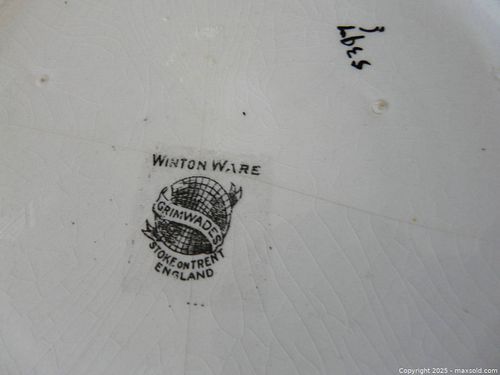 WINTON WARE
GRIMWADES
STOKE ON TRENT
ENGLAND
Copyright 2025 - maxsold.com